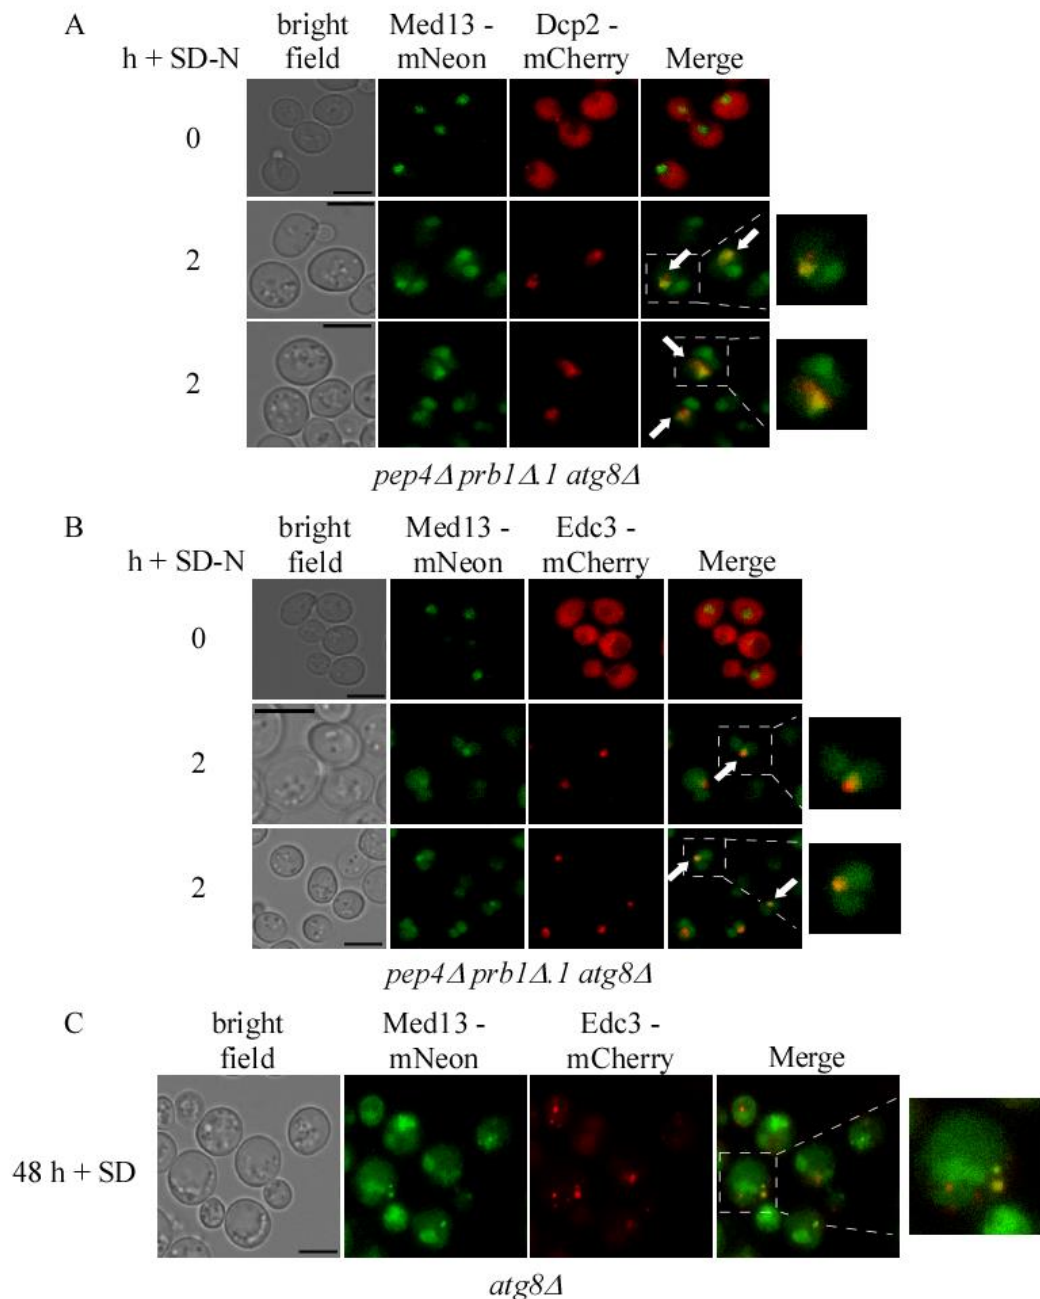 A
bright Med13 - Dcp2 -
h + SD-N field mNeon mCherry Merge
0
2
2
pep4Δ prb1Δ.1 atg8Δ
B
bright Med13 - Edc3 -
h + SD-N field mNeon mCherry Merge
0
2
2
pep4Δ prb1Δ.1 atg8Δ
C
bright Med13 - Edc3 -
field mNeon mCherry Merge
48 h + SD
atg8Δ